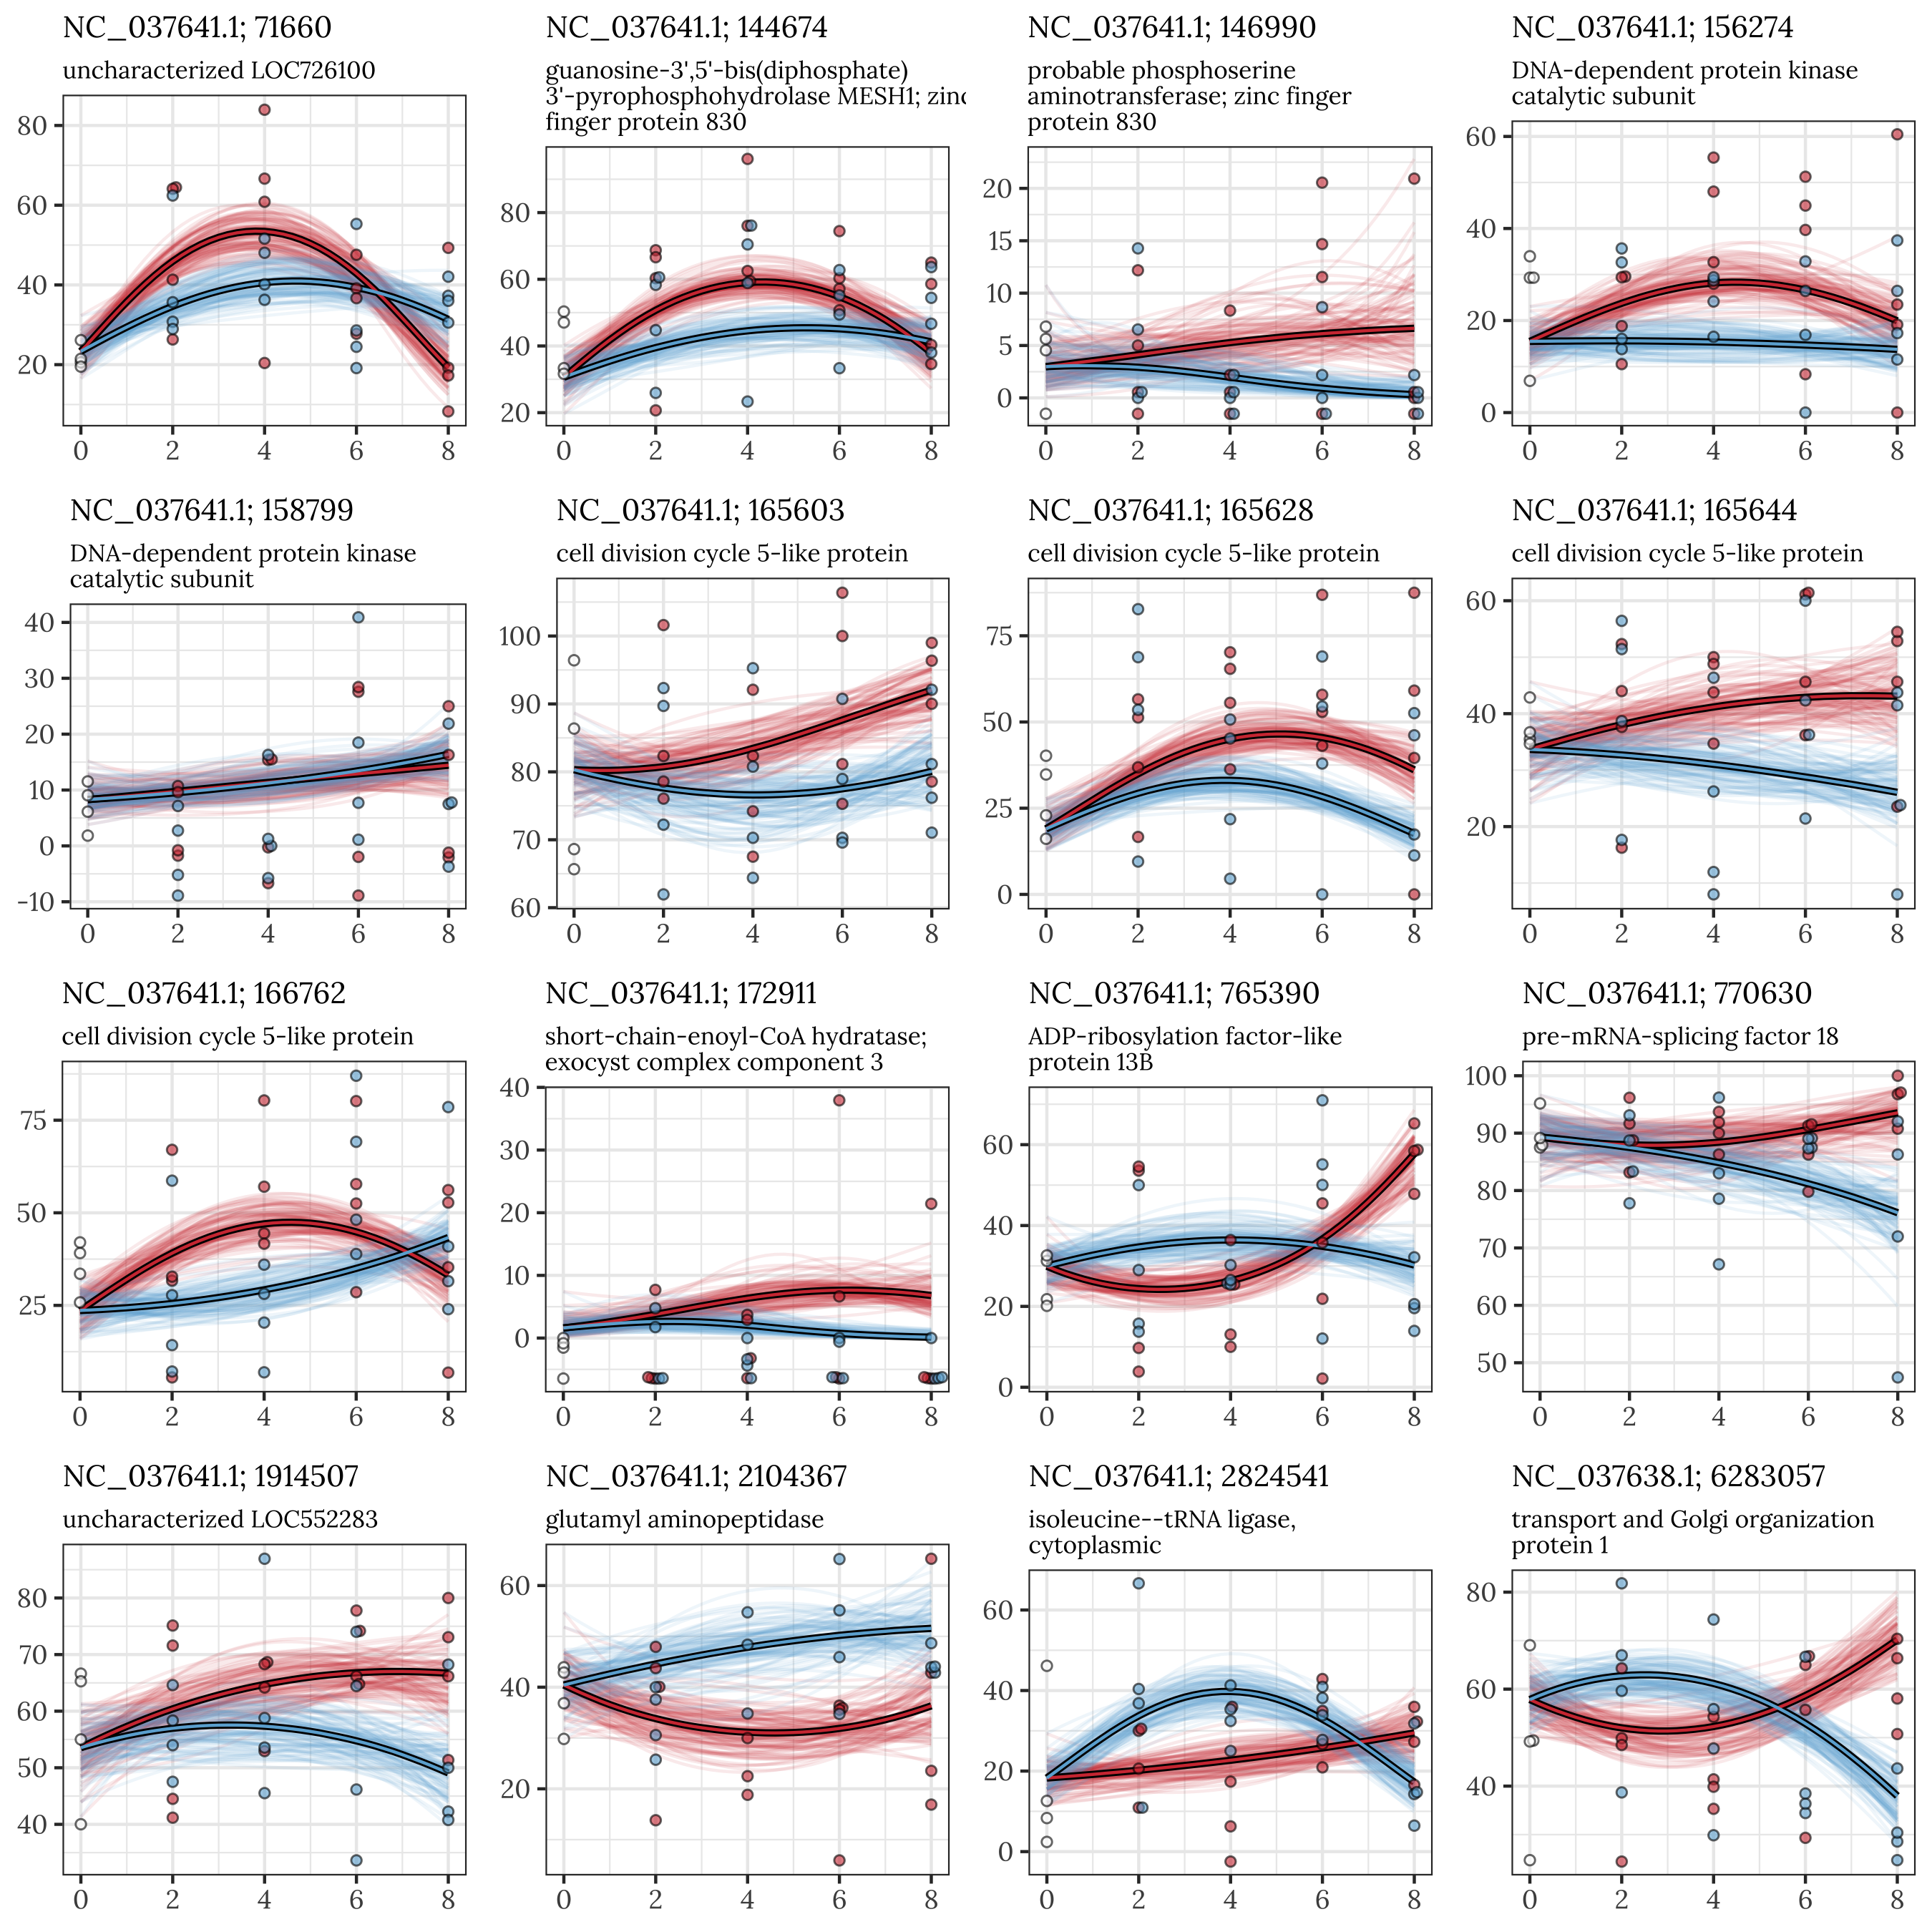 NC_037641.1; 71660
uncharacterized LOC726100
80
60
40
20
0 2 4 6 8
NC_037641.1; 144674
guanosine-3',5'-bis(diphosphate)
3'-pyrophosphohydrolase MESH1; zinc
finger protein 830
80
60
40
20
0 2 4 6 8
NC_037641.1; 146990
probable phosphoserine
aminotransferase; zinc finger
protein 830
20
15
10
5
0
0 2 4 6 8
NC_037641.1; 156274
DNA-dependent protein kinase
catalytic subunit
60
40
20
0
0 2 4 6 8
NC_037641.1; 158799
DNA-dependent protein kinase
catalytic subunit
40
30
20
10
0
-10
0 2 4 6 8
NC_037641.1; 165603
cell division cycle 5-like protein
100
90
80
70
60
0 2 4 6 8
NC_037641.1; 165628
cell division cycle 5-like protein
75
50
25
0
0 2 4 6 8
NC_037641.1; 165644
cell division cycle 5-like protein
60
40
20
0 2 4 6 8
NC_037641.1; 166762
cell division cycle 5-like protein
75
50
25
0 2 4 6 8
NC_037641.1; 172911
short-chain-enoyl-CoA hydratase;
exocyst complex component 3
40
30
20
10
0
0 2 4 6 8
NC_037641.1; 765390
ADP-ribosylation factor-like
protein 13B
60
40
20
0
0 2 4 6 8
NC_037641.1; 770630
pre-mRNA-splicing factor 18
100
90
80
70
60
50
0 2 4 6 8
NC_037641.1; 1914507
uncharacterized LOC552283
80
70
60
50
40
0 2 4 6 8
NC_037641.1; 2104367
glutamyl aminopeptidase
60
40
20
0 2 4 6 8
NC_037641.1; 2824541
isoleucine--tRNA ligase,
cytoplasmic
60
40
20
0
0 2 4 6 8
NC_037638.1; 6283057
transport and Golgi organization
protein 1
80
60
40
0 2 4 6 8